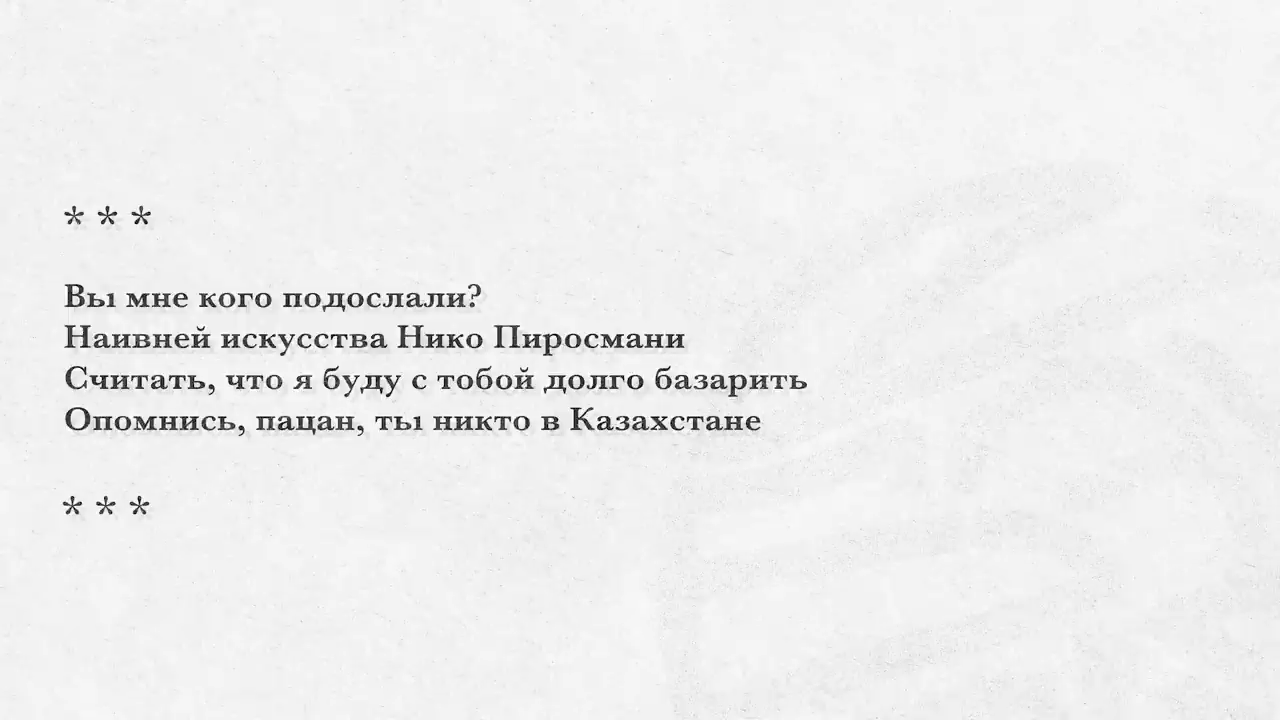 * * *
Вы мне кого подослали?
Наивней искусства Нико Пиросмани
Считать, что я буду с тобой долго базарить
Опомнись, пацан, ты никто в Казахстане
* * *